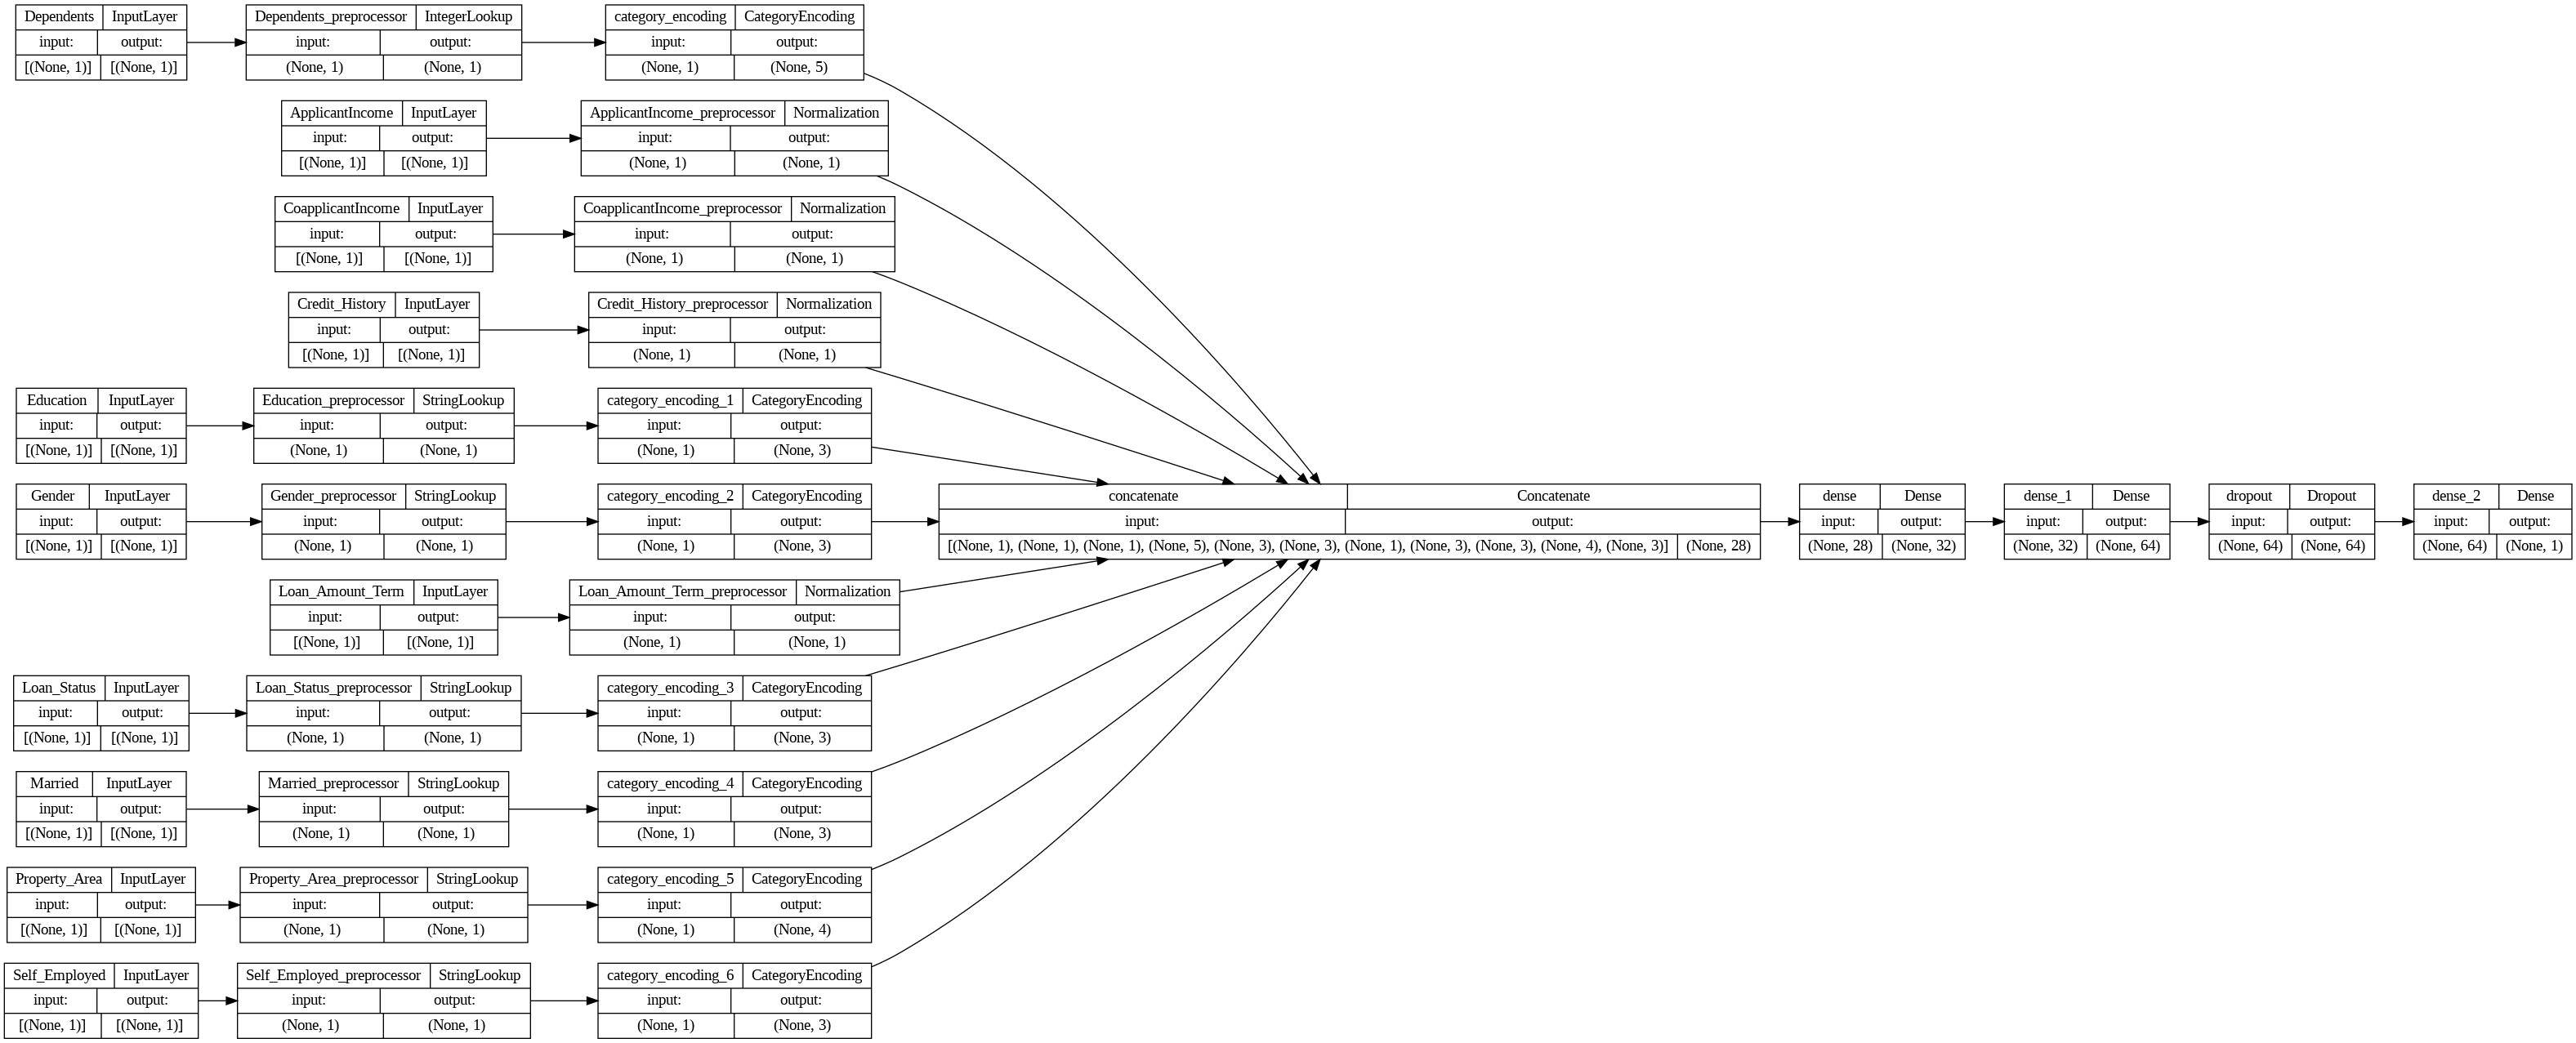 Dependents InputLayer
input: output:
[(None, 1)] [(None, 1)]
Dependents_preprocessor IntegerLookup
input: output:
(None, 1) (None, 1)
category_encoding CategoryEncoding
input: output:
(None, 1) (None, 5)
ApplicantIncome InputLayer
input: output:
[(None, 1)] [(None, 1)]
ApplicantIncome_preprocessor Normalization
input: output:
(None, 1) (None, 1)
CoapplicantIncome InputLayer
input: output:
[(None, 1)] [(None, 1)]
CoapplicantIncome_preprocessor Normalization
input: output:
(None, 1) (None, 1)
Credit_History InputLayer
input: output:
[(None, 1)] [(None, 1)]
Credit_History_preprocessor Normalization
input: output:
(None, 1) (None, 1)
Education InputLayer
input: output:
[(None, 1)] [(None, 1)]
Education_preprocessor StringLookup
input: output:
(None, 1) (None, 1)
category_encoding_1 CategoryEncoding
input: output:
(None, 1) (None, 3)
Gender InputLayer
input: output:
[(None, 1)] [(None, 1)]
Gender_preprocessor StringLookup
input: output:
(None, 1) (None, 1)
category_encoding_2 CategoryEncoding
input: output:
(None, 1) (None, 3)
concatenate Concatenate
input: output:
[(None, 1), (None, 1), (None, 1), (None, 5), (None, 3), (None, 3), (None, 1), (None, 3), (None, 3), (None, 4), (None, 3)] (None, 28)
dense Dense
input: output:
(None, 28) (None, 32)
dense_1 Dense
input: output:
(None, 32) (None, 64)
dropout Dropout
input: output:
(None, 64) (None, 64)
dense_2 Dense
input: output:
(None, 64) (None, 1)
Loan_Amount_Term InputLayer
input: output:
[(None, 1)] [(None, 1)]
Loan_Amount_Term_preprocessor Normalization
input: output:
(None, 1) (None, 1)
Loan_Status InputLayer
input: output:
[(None, 1)] [(None, 1)]
Loan_Status_preprocessor StringLookup
input: output:
(None, 1) (None, 1)
category_encoding_3 CategoryEncoding
input: output:
(None, 1) (None, 3)
Married InputLayer
input: output:
[(None, 1)] [(None, 1)]
Married_preprocessor StringLookup
input: output:
(None, 1) (None, 1)
category_encoding_4 CategoryEncoding
input: output:
(None, 1) (None, 3)
Property_Area InputLayer
input: output:
[(None, 1)] [(None, 1)]
Property_Area_preprocessor StringLookup
input: output:
(None, 1) (None, 1)
category_encoding_5 CategoryEncoding
input: output:
(None, 1) (None, 4)
Self_Employed InputLayer
input: output:
[(None, 1)] [(None, 1)]
Self_Employed_preprocessor StringLookup
input: output:
(None, 1) (None, 1)
category_encoding_6 CategoryEncoding
input: output:
(None, 1) (None, 3)